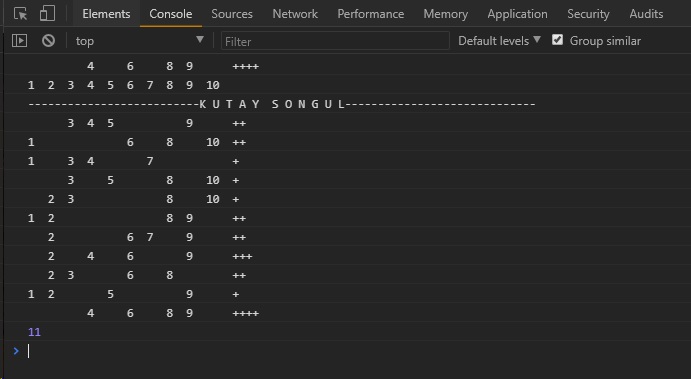 Elements Console Sources Network Performance Memory Application Security Audits
top Filter Default levels Group similar
4 6 8 9 ++++
1 2 3 4 5 6 7 8 9 10
--------------------------K U T A Y  S O N G U L-----------------------------
3 4 5 9 ++
1 6 8 10 ++
1 3 4 7 +
3 5 8 10 +
2 3 8 10 +
1 2 8 9 ++
2 6 7 9 ++
2 4 6 9 +++
2 3 6 8 ++
1 2 5 9 +
4 6 8 9 ++++
11
>